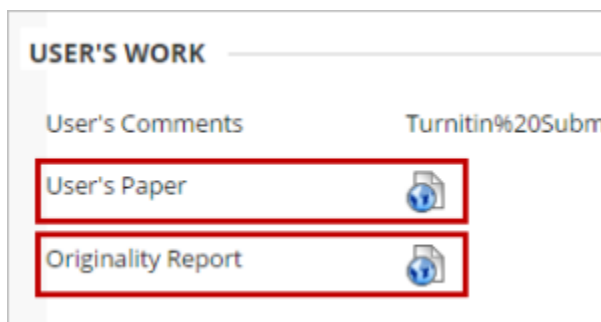 USER'S WORK
User's Comments Turnitin%20Subm
User's Paper
Originality Report